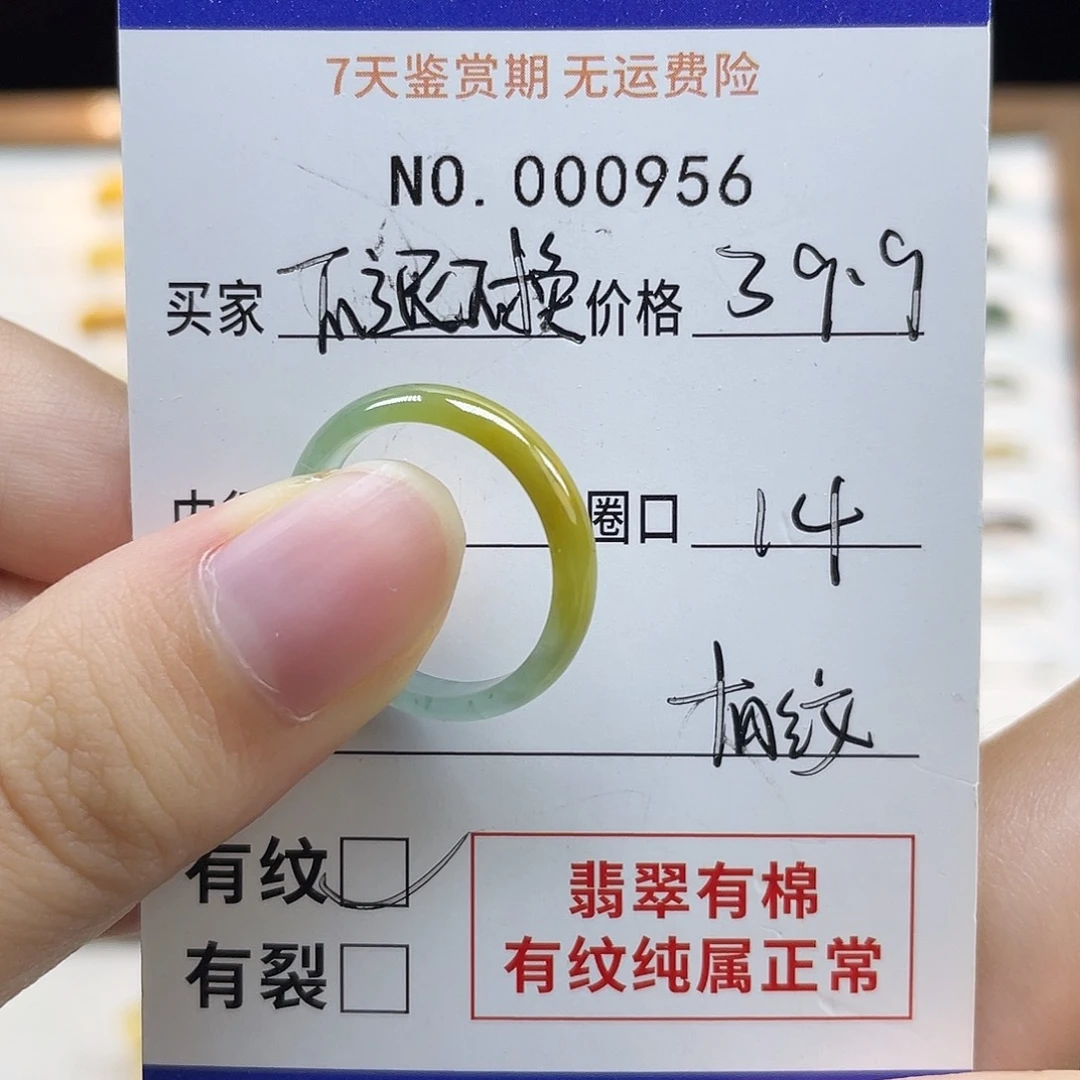 7天鉴赏期 无运费险
NO. 000956
买家 不退不换 价格 39.9
圈口 14
有纹
有纹
有裂
翡翠有棉
有纹纯属正常